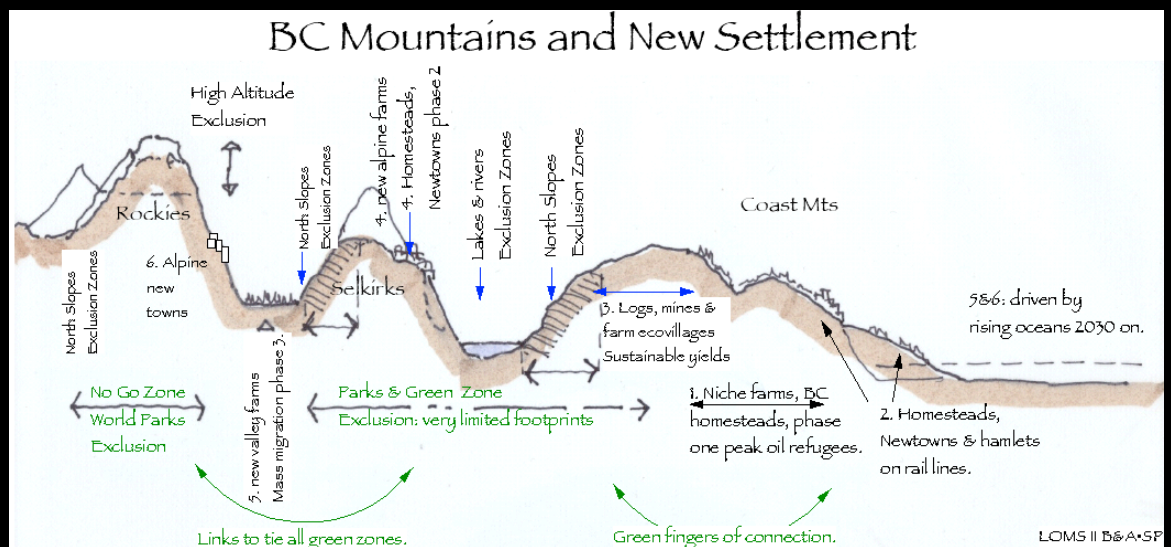 BC Mountains and New Settlement
High Altitude
Exclusion
North Slopes
Exclusion Zones
4. new alpine farms
4. Homesteads,
Newtowns phase 2
Lakes & rivers
Exclusion Zones
North Slopes
Exclusion Zones
Coast Mts
Rockies
Selkirks
North Slopes
Exclusion Zones
6. Alpine
new
towns
3. Logs, mines &
farm ecovillages
Sustainable yields
5&6: driven by
rising oceans 2030 on.
No Go Zone
World Parks
Exclusion
5. new valley farms
Mass migration phase 3.
Parks & Green Zone
Exclusion: very limited footprints
1. Niche farms, BC
homesteads, phase
one peak oil refugees.
2. Homesteads,
Newtowns & hamlets
on rail lines.
Links to tie all green zones.
Green fingers of connection.
LOMS II B&A•SP